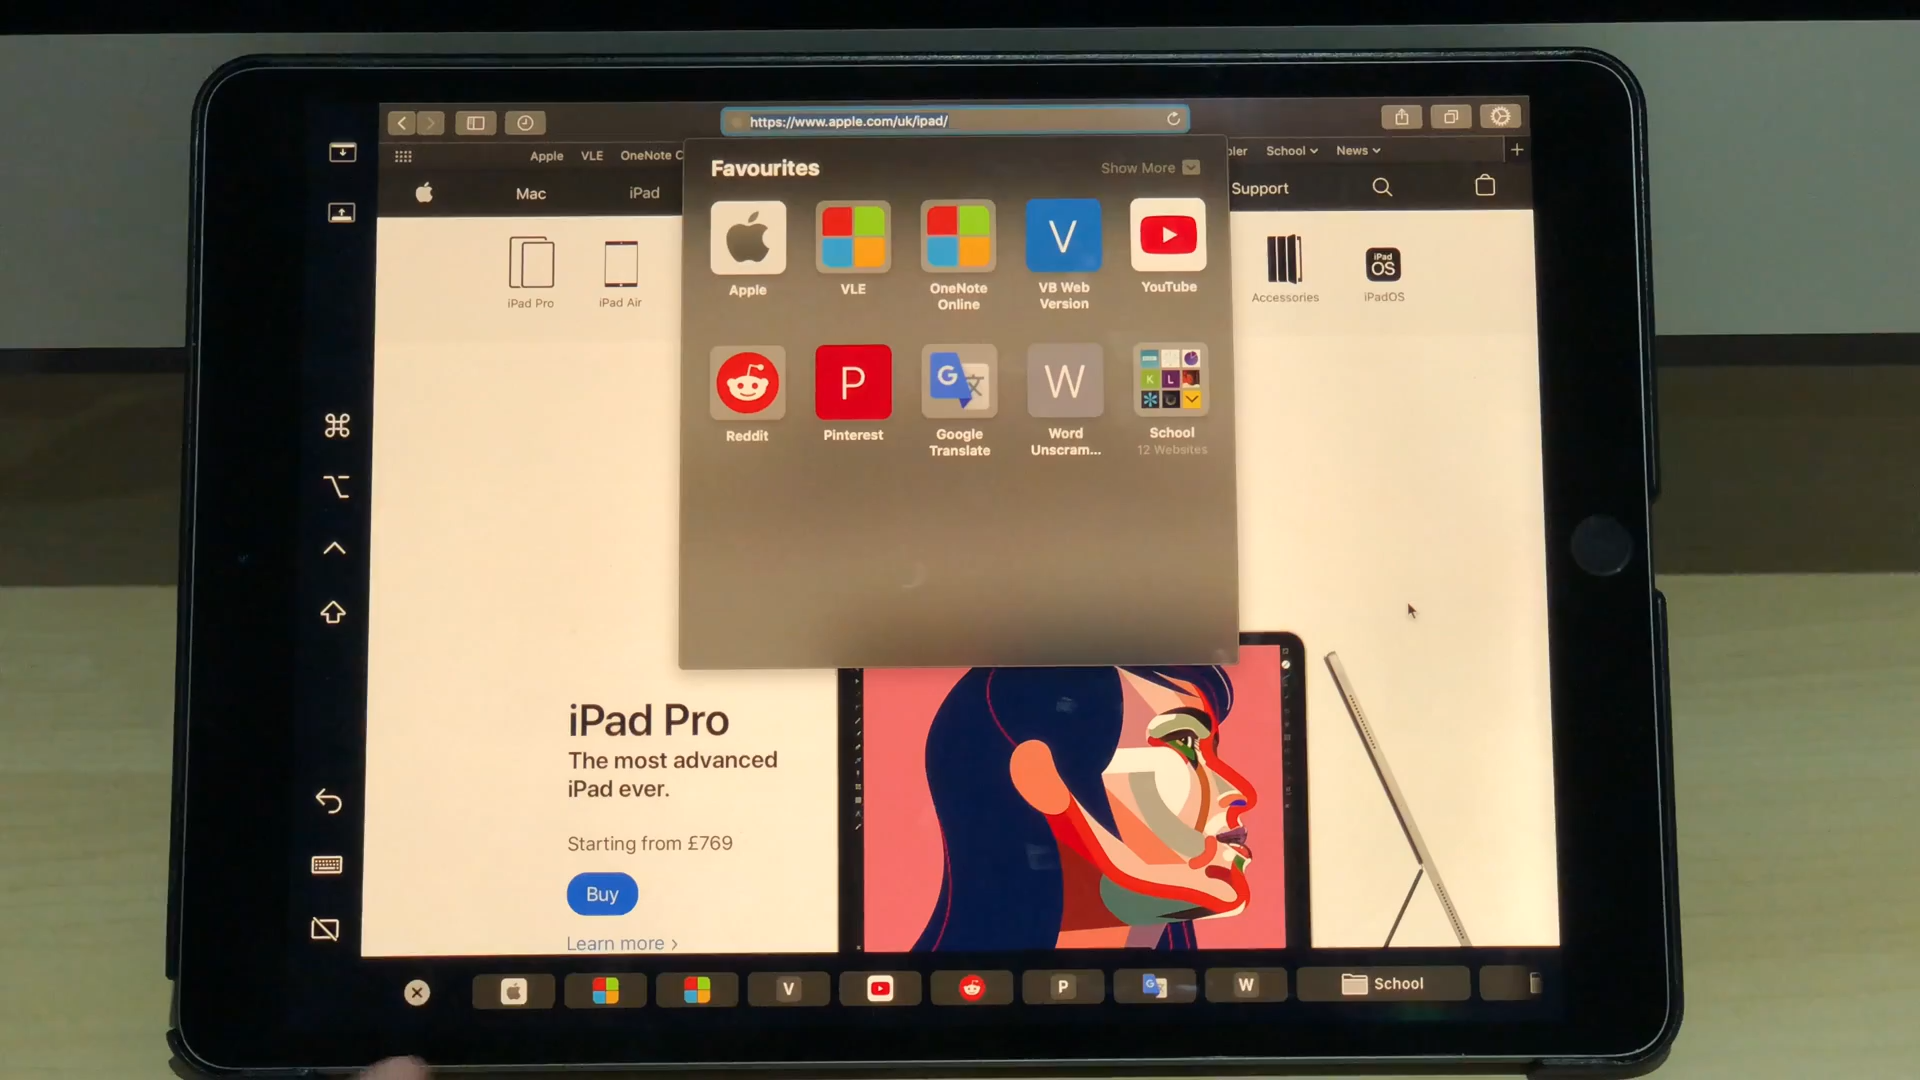 https://www.apple.com/uk/ipad/
Apple VLE OneNote School News
Mac iPad Support
Favourites Show More
Apple VLE OneNote Online VB Web Version YouTube
Reddit Pinterest Google Translate Word Unscram... School
12 Websites
V
P
G
W
K L
iPad Pro iPad Air Accessories iPadOS
iPad OS
iPad Pro
The most advanced
iPad ever.
Starting from £769
Buy
Learn more >
V P G W School